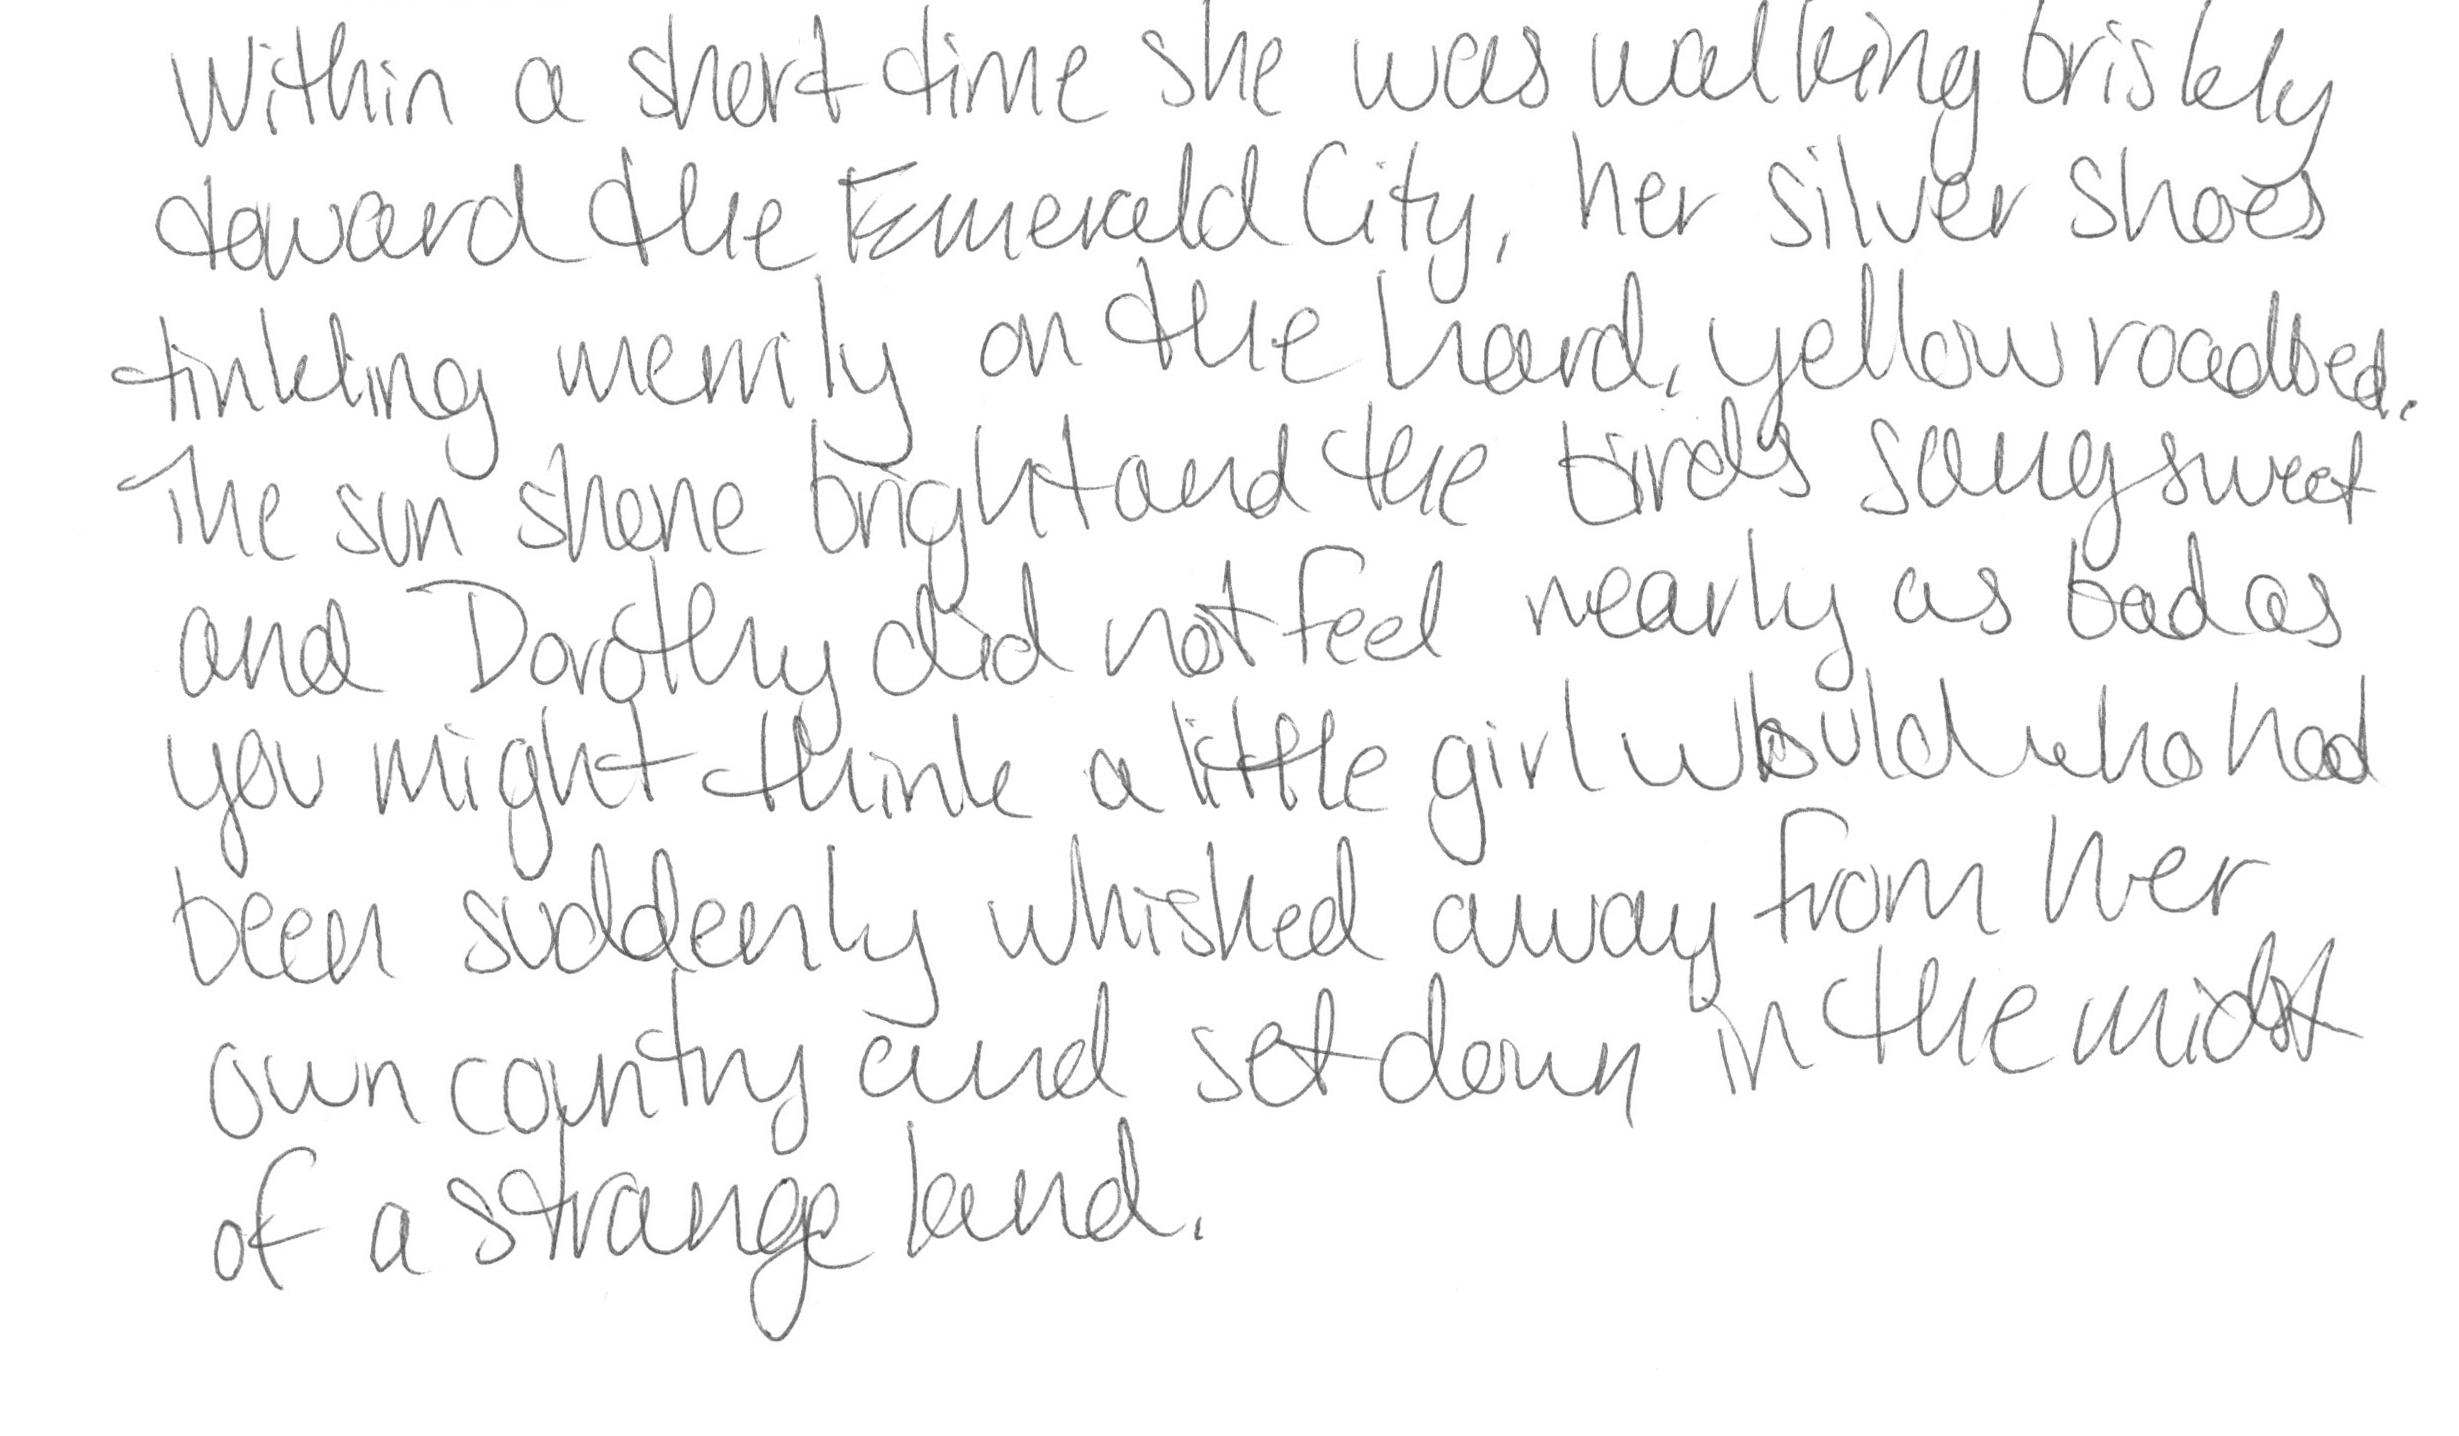 Within a short time she was walking briskly
toward the Emerald City, her silver shoes
tinkling merrily on the hard, yellow roadbed.
The sun shone bright and the birds sang sweet
and Dorothy did not feel nearly as bad as
you might think a little girl would who had
been suddenly whisked away from her
own country and set down in the midst
of a strange land.